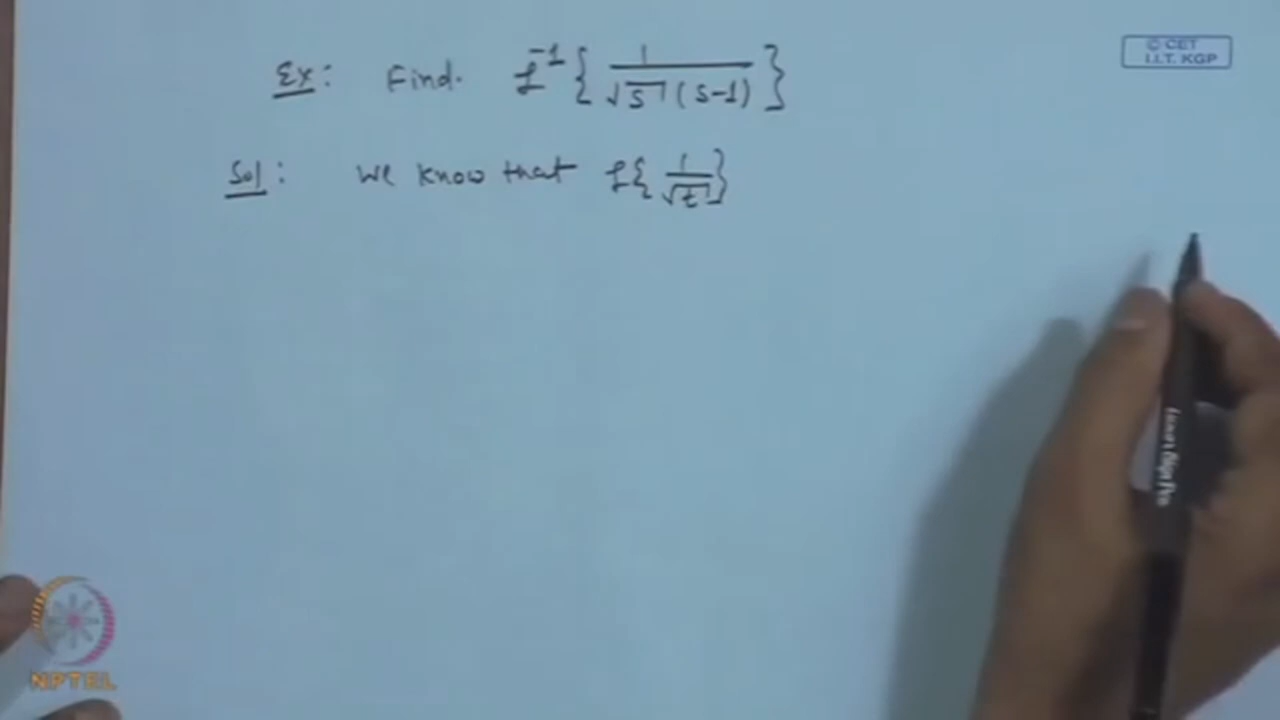 Ex: Find. £⁻¹ { 1 / √s (s-1) }
© CET
I.I.T. KGP
Sol: We know that £{ 1 / √t }
NPTEL